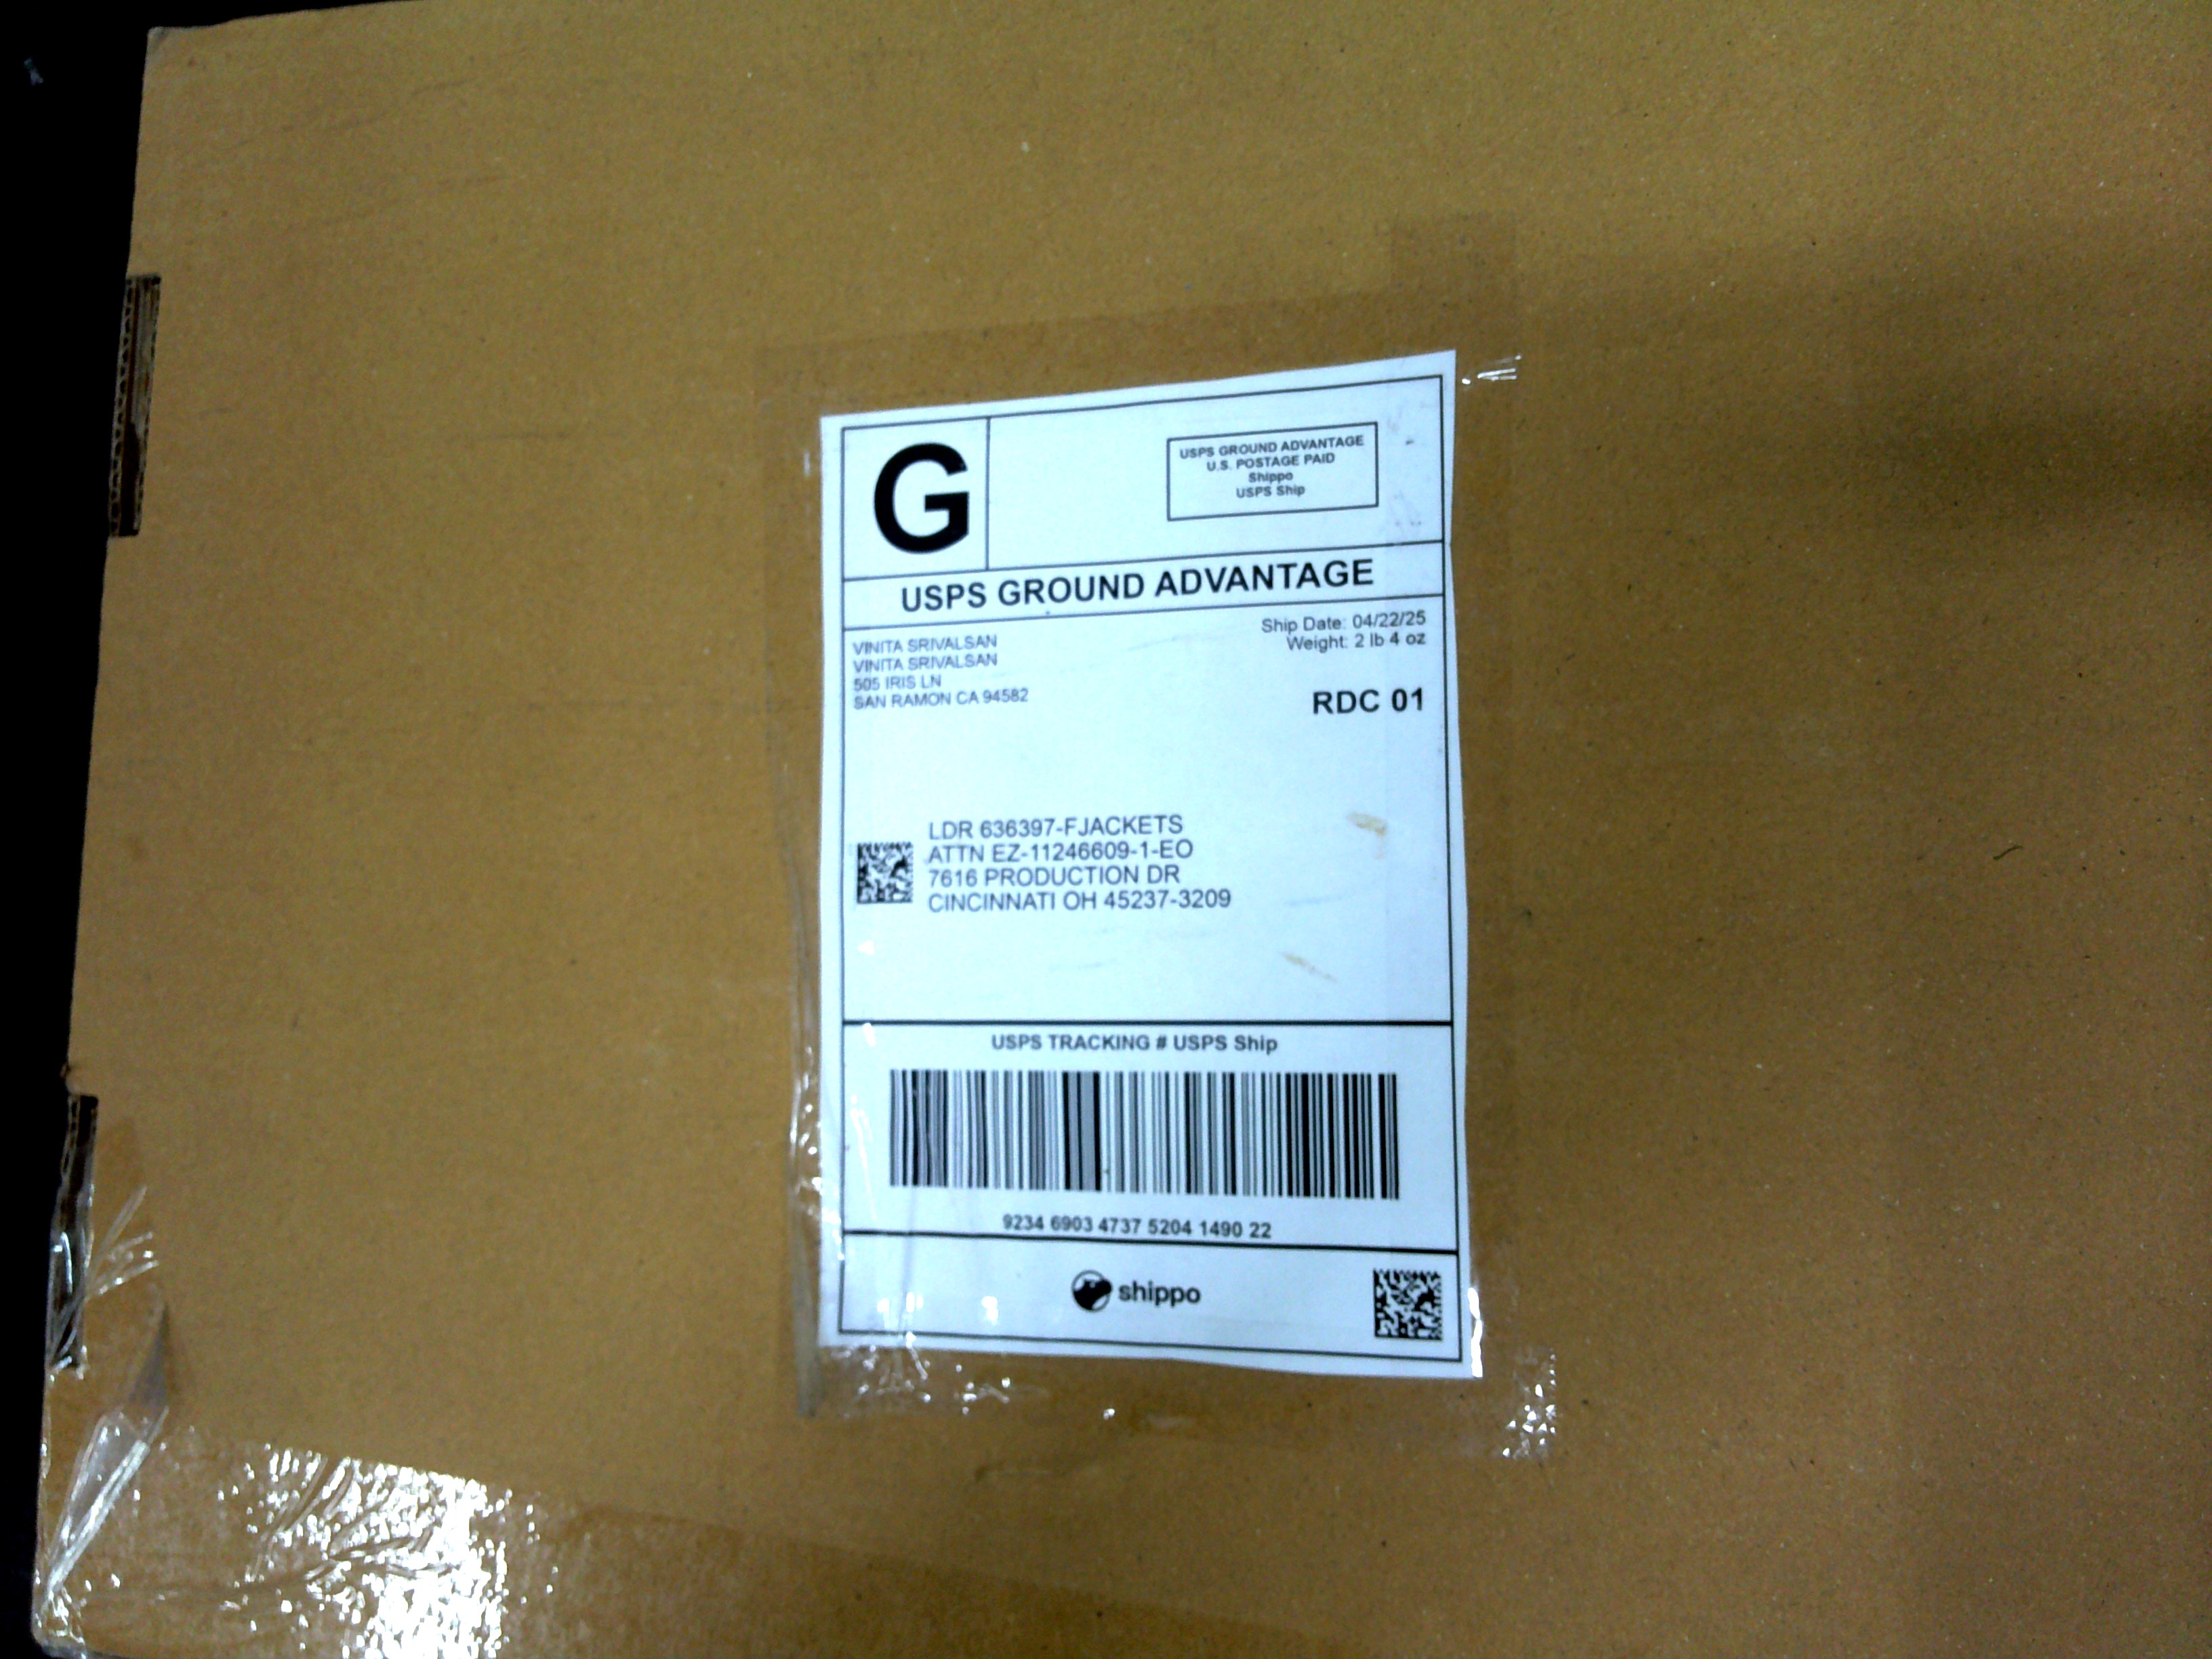 G
USPS GROUND ADVANTAGE
U.S. POSTAGE PAID
Shippo
USPS Ship
USPS GROUND ADVANTAGE
VINITA SRIVALSAN
VINITA SRIVALSAN
505 IRIS LN
SAN RAMON CA 94582
Ship Date: 04/22/25
Weight: 2 lb 4 oz
RDC 01
LDR 636397-FJACKETS
ATTN EZ-11246609-1-EO
7616 PRODUCTION DR
CINCINNATI OH 45237-3209
USPS TRACKING # USPS Ship
9234 6903 4737 5204 1490 22
shippo